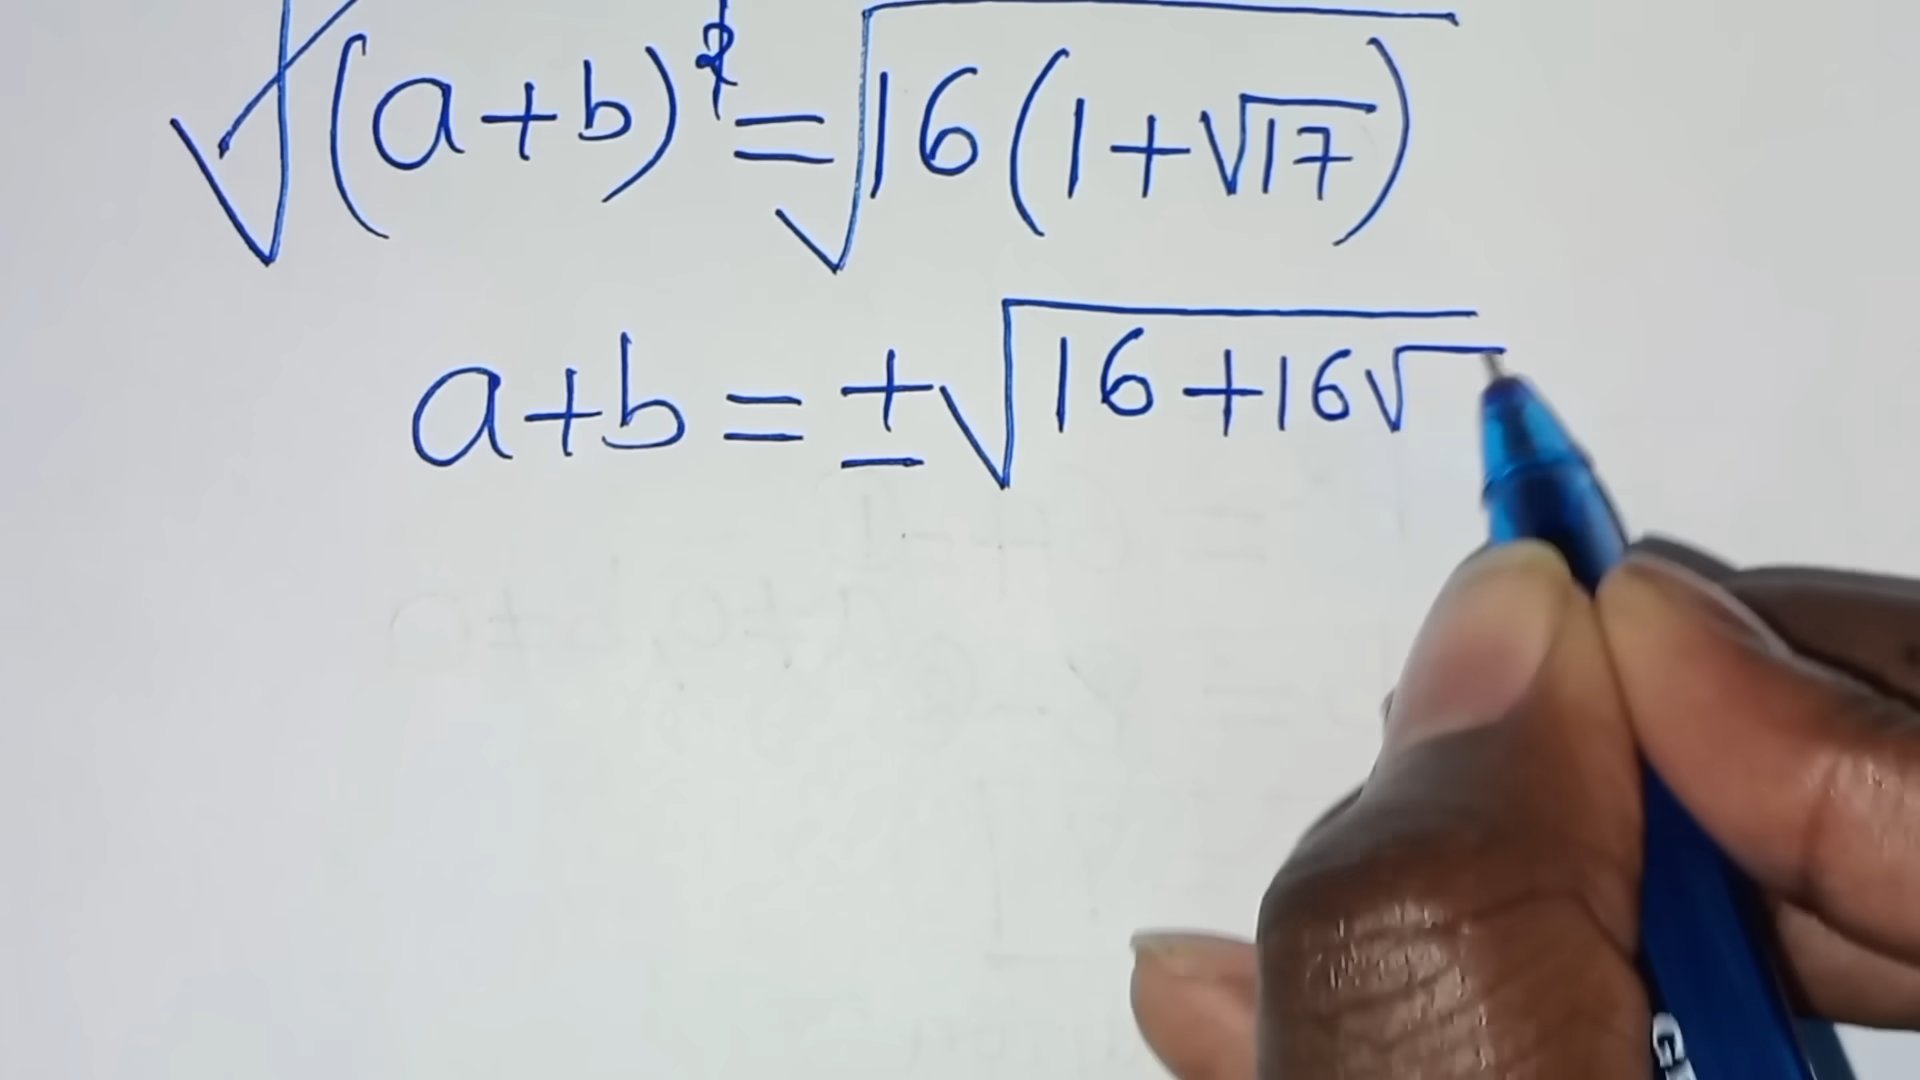 √(a+b)² = √16(1+√17)
a+b = ±√16+16√